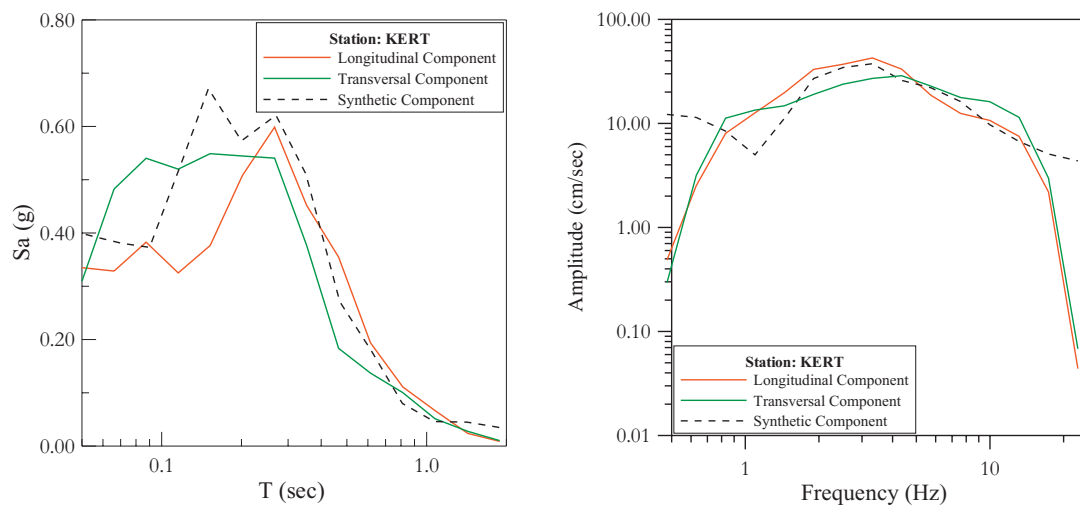 0.80
0.60
0.40
0.20
0.00
Sa (g)
Station: KERT
Longitudinal Component
Transversal Component
Synthetic Component
0.1
1.0
T (sec)
100.00
10.00
1.00
0.10
0.01
Amplitude (cm/sec)
Station: KERT
Longitudinal Component
Transversal Component
Synthetic Component
1
10
Frequency (Hz)